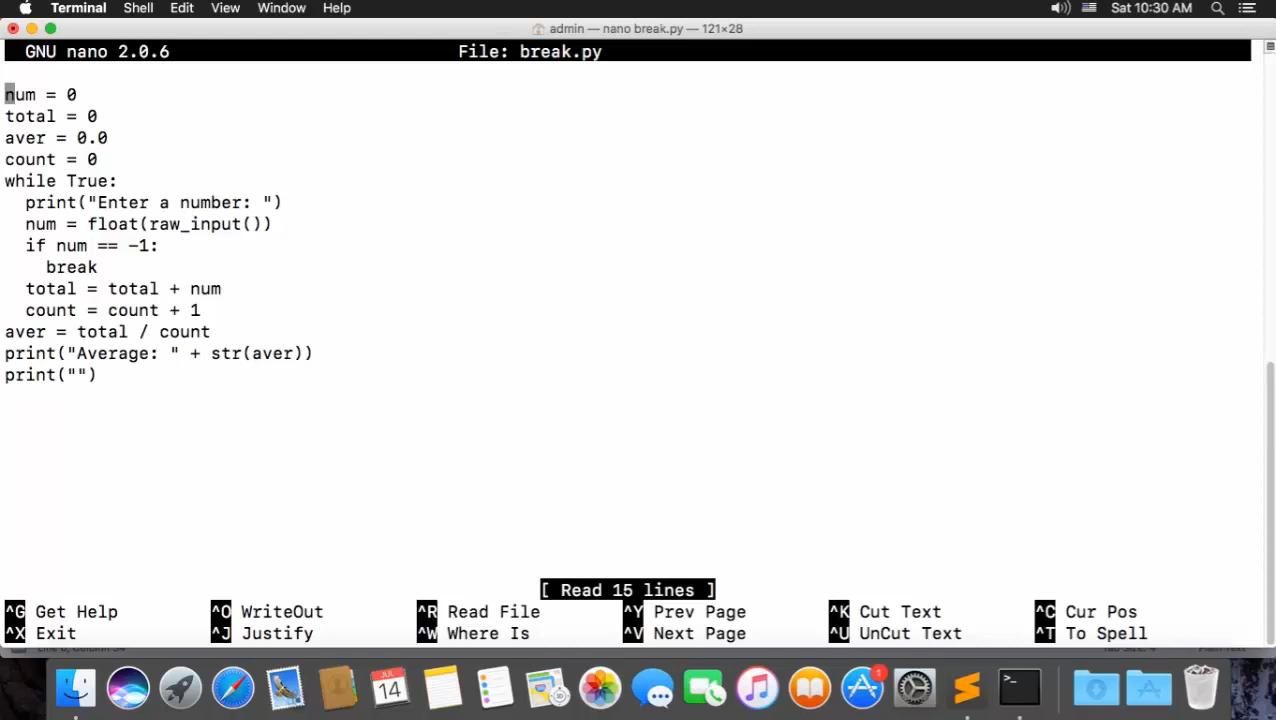 Terminal Shell Edit View Window Help Sat 10:30 AM
admin — nano break.py — 121×28
GNU nano 2.0.6 File: break.py
num = 0
total = 0
aver = 0.0
count = 0
while True:
  print("Enter a number: ")
  num = float(raw_input())
  if num == -1:
    break
  total = total + num
  count = count + 1
aver = total / count
print("Average: " + str(aver))
print("")
[ Read 15 lines ]
^G Get Help ^O WriteOut ^R Read File ^Y Prev Page ^K Cut Text ^C Cur Pos
^X Exit ^J Justify ^W Where Is ^V Next Page ^U UnCut Text ^T To Spell
JUL
14
1